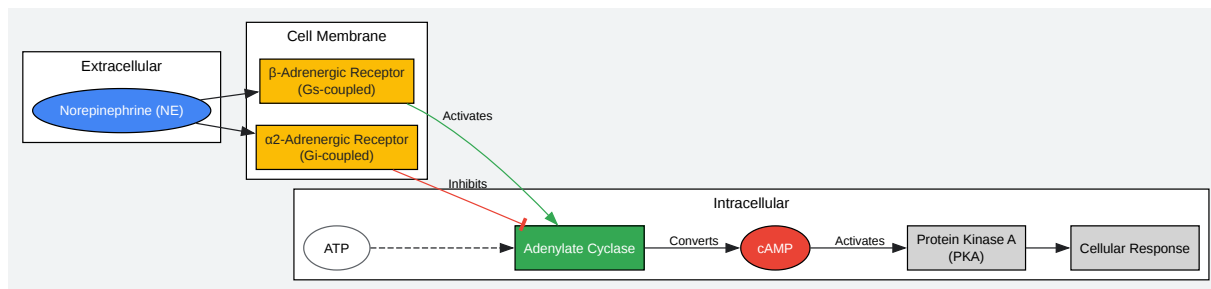 Cell Membrane
Extracellular
β-Adrenergic Receptor
(Gs-coupled)
Norepinephrine (NE)
Activates
α2-Adrenergic Receptor
(Gi-coupled)
Inhibits
Intracellular
ATP
Adenylate Cyclase
Converts
cAMP
Activates
Protein Kinase A
(PKA)
Cellular Response